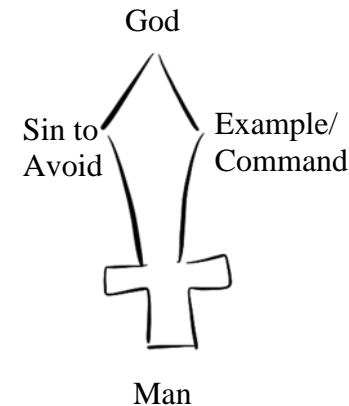 God
Sin to
Avoid
Example/
Command
Man